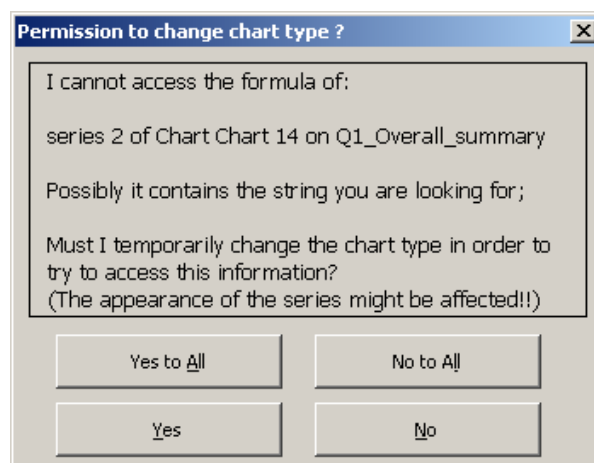 Permission to change chart type ?
I cannot access the formula of:
series 2 of Chart Chart 14 on Q1_Overall_summary
Possibly it contains the string you are looking for;
Must I temporarily change the chart type in order to
try to access this information?
(The appearance of the series might be affected!!)
Yes to All
No to All
Yes
No